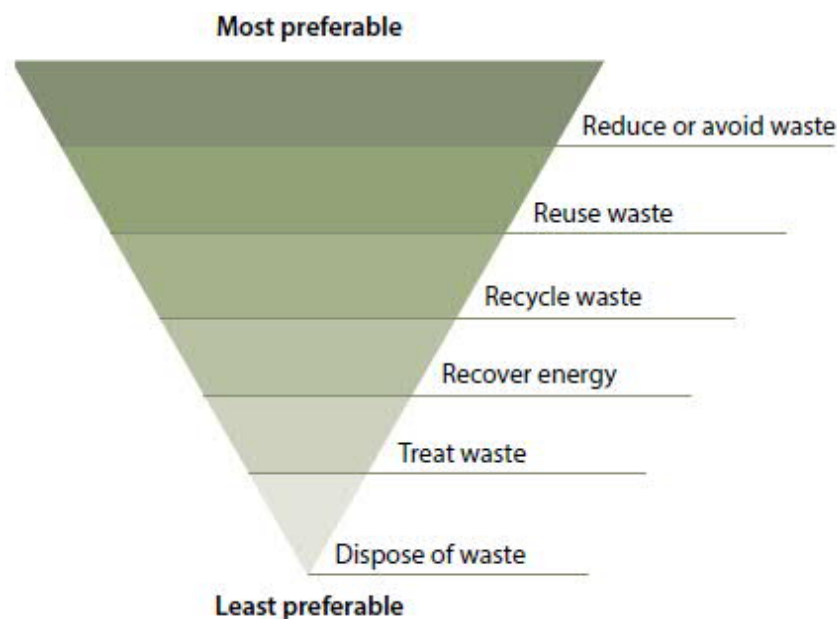 Most preferable
Reduce or avoid waste
Reuse waste
Recycle waste
Recover energy
Treat waste
Dispose of waste
Least preferable